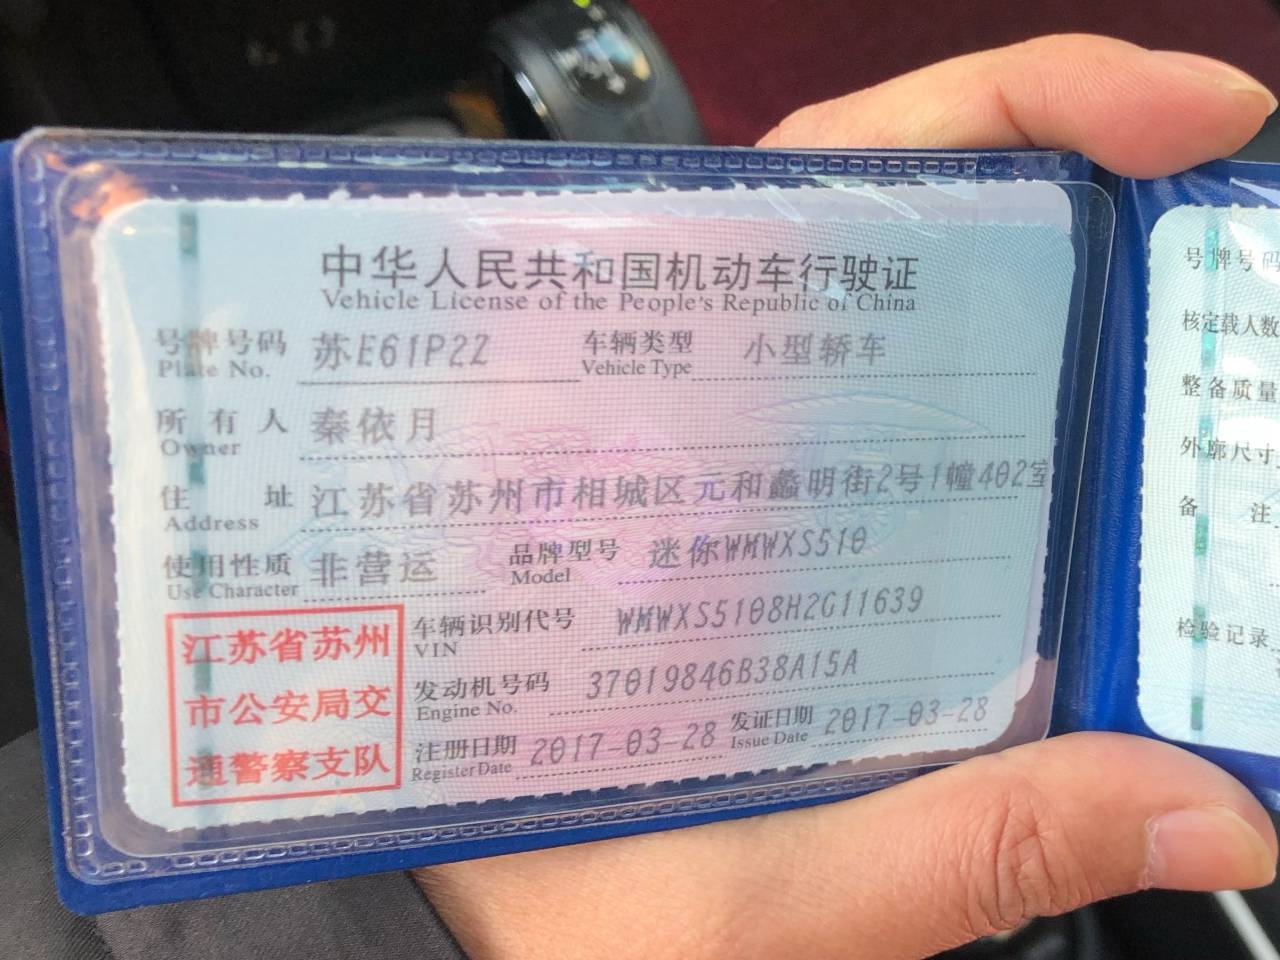 中华人民共和国机动车行驶证
Vehicle License of the People's Republic of China
号牌号码 苏E61P2Z 车辆类型 小型轿车
Plate No. Vehicle Type
所有人 秦依月
Owner
住址 江苏省苏州市相城区元和蠡明街2号1幢402室
Address
使用性质 非营运 品牌型号 迷你WMWXS510
Use Character Model
江苏省苏州
市公安局交
通警察支队
车辆识别代号 WMWXS5108H2G11639
VIN
发动机号码 37019846B38A15A
Engine No.
注册日期 2017-03-28 发证日期 2017-03-28
Register Date Issue Date
号牌号码
核定载人数
整备质量
外廓尺寸
备注
检验记录